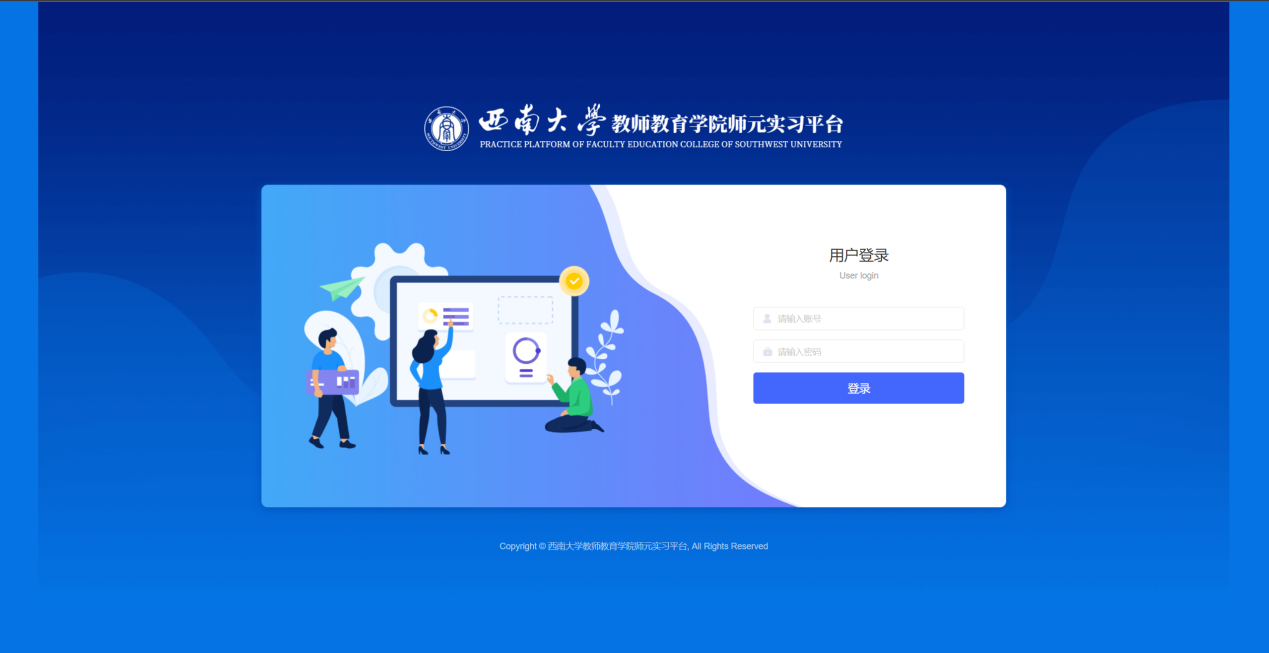 西南大学 教师教育学院师元实习平台
PRACTICE PLATFORM OF FACULTY EDUCATION COLLEGE OF SOUTHWEST UNIVERSITY
用户登录
User login
请输入账号
请输入密码
登录
Copyright © 西南大学教师教育学院师元实习平台, All Rights Reserved